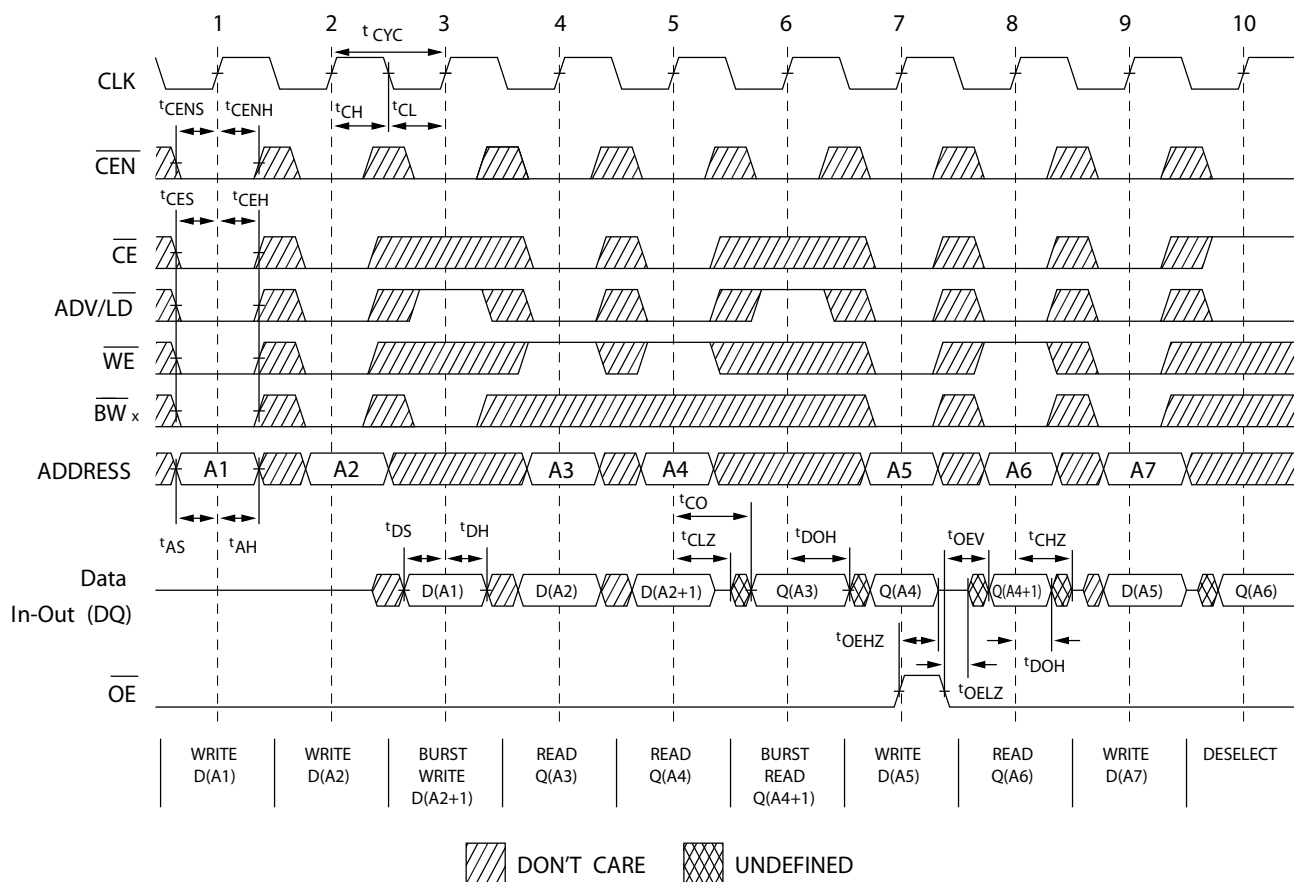 1 2 3 4 5 6 7 8 9 10
t CYC
CLK
tCENS tCENH tCH tCL
CEN
tCES tCEH
CE
ADV/LD
WE
BW x
ADDRESS A1 A2 A3 A4 A5 A6 A7
tCO
tAS tAH tDS tDH tCLZ tDOH tOEV tCHZ
Data
In-Out (DQ)
D(A1) D(A2) D(A2+1) Q(A3) Q(A4) Q(A4+1) D(A5) Q(A6)
tOEHZ tDOH
tOELZ
OE
WRITE D(A1)
WRITE D(A2)
BURST WRITE D(A2+1)
READ Q(A3)
READ Q(A4)
BURST READ Q(A4+1)
WRITE D(A5)
READ Q(A6)
WRITE D(A7)
DESELECT
DON'T CARE UNDEFINED